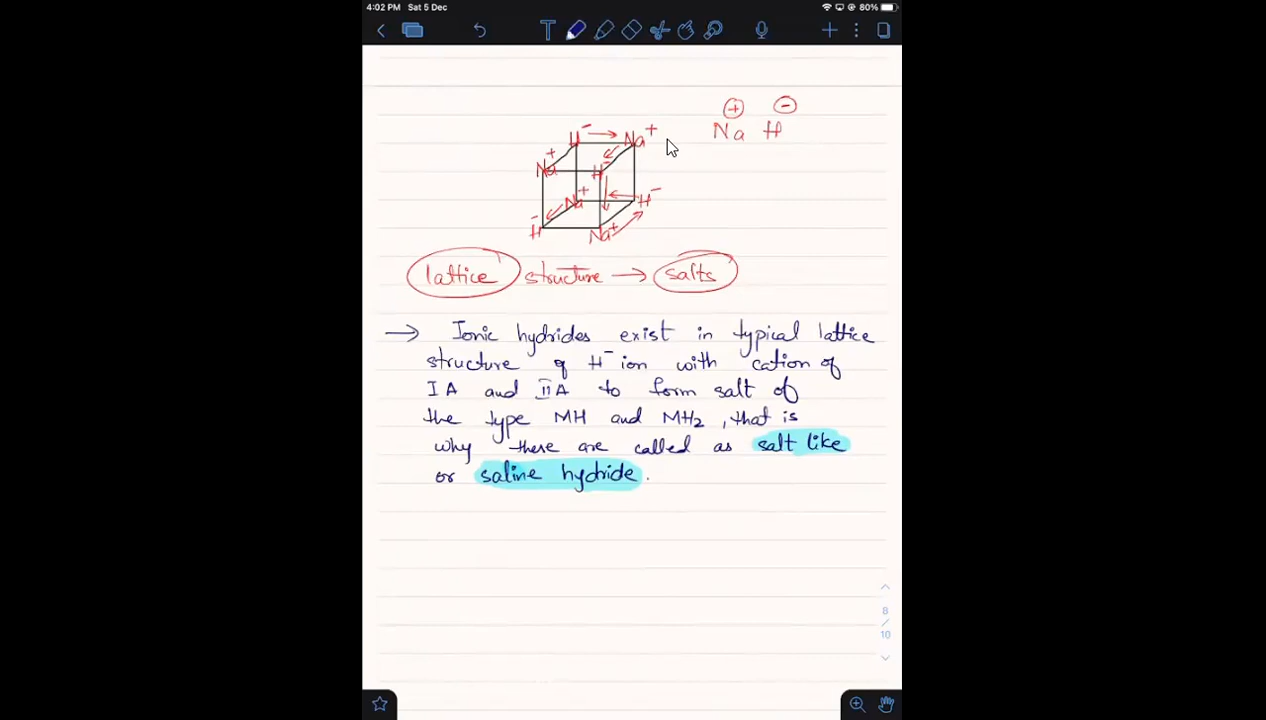 4:02 PM Sat 5 Dec 80%
T
+ -
Na H
H- Na+
Na+ H-
Na+ H-
H- Na+
lattice structure → salts
→ Ionic hydrides exist in typical lattice
structure of H- ion with cation of
IA and IIA to form salt of
the type MH and MH2, that is
why there are called as salt like
or saline hydride.
8
/
10